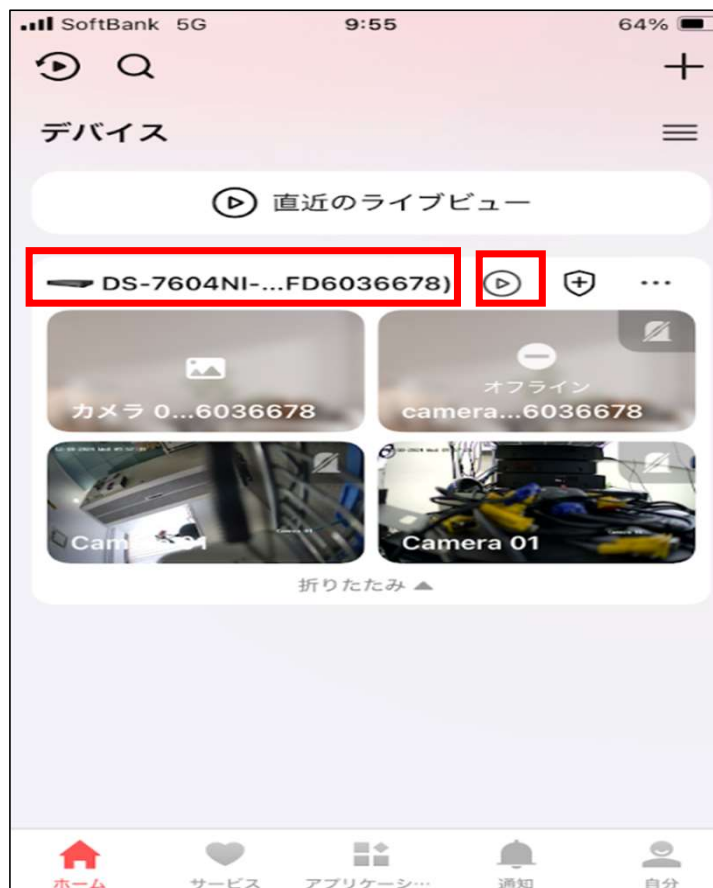 SoftBank 5G 9:55 64%
デバイス
直近のライブビュー
DS-7604NI-...FD6036678)
オフライン
カメラ 0...6036678 camera...6036678
Camera 01
Camera 01
折りたたみ
ホーム サービス アプリケーシ… 通知 自分